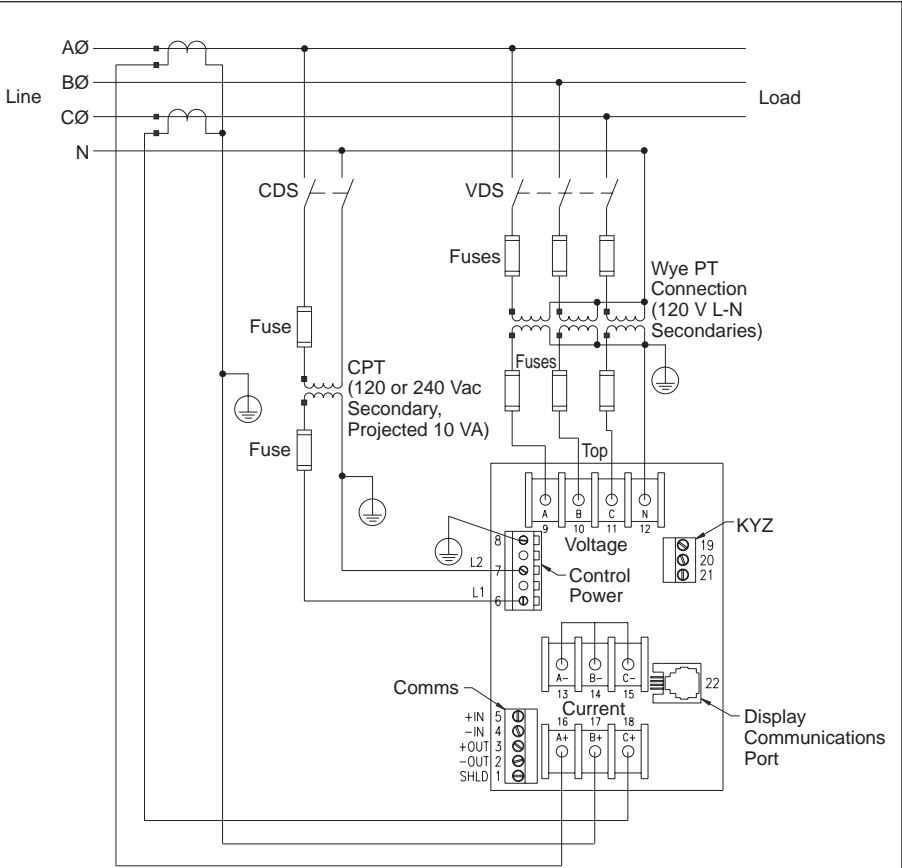 AØ
BØ
Line
Load
CØ
N
CDS
VDS
Fuses
Wye PT
Connection
(120 V L-N
Secondaries)
Fuse
Fuses
CPT
(120 or 240 Vac
Secondary,
Projected 10 VA)
Fuse
Top
A B C N
9 10 11 12
Voltage
KYZ
19
20
21
8
L2
7
L1
6
Control
Power
A- B- C-
13 14 15
22
Comms
Current
16 17 18
+IN 5
-IN 4
+OUT 3
-OUT 2
SHLD 1
A+ B+ C+
Display
Communications
Port